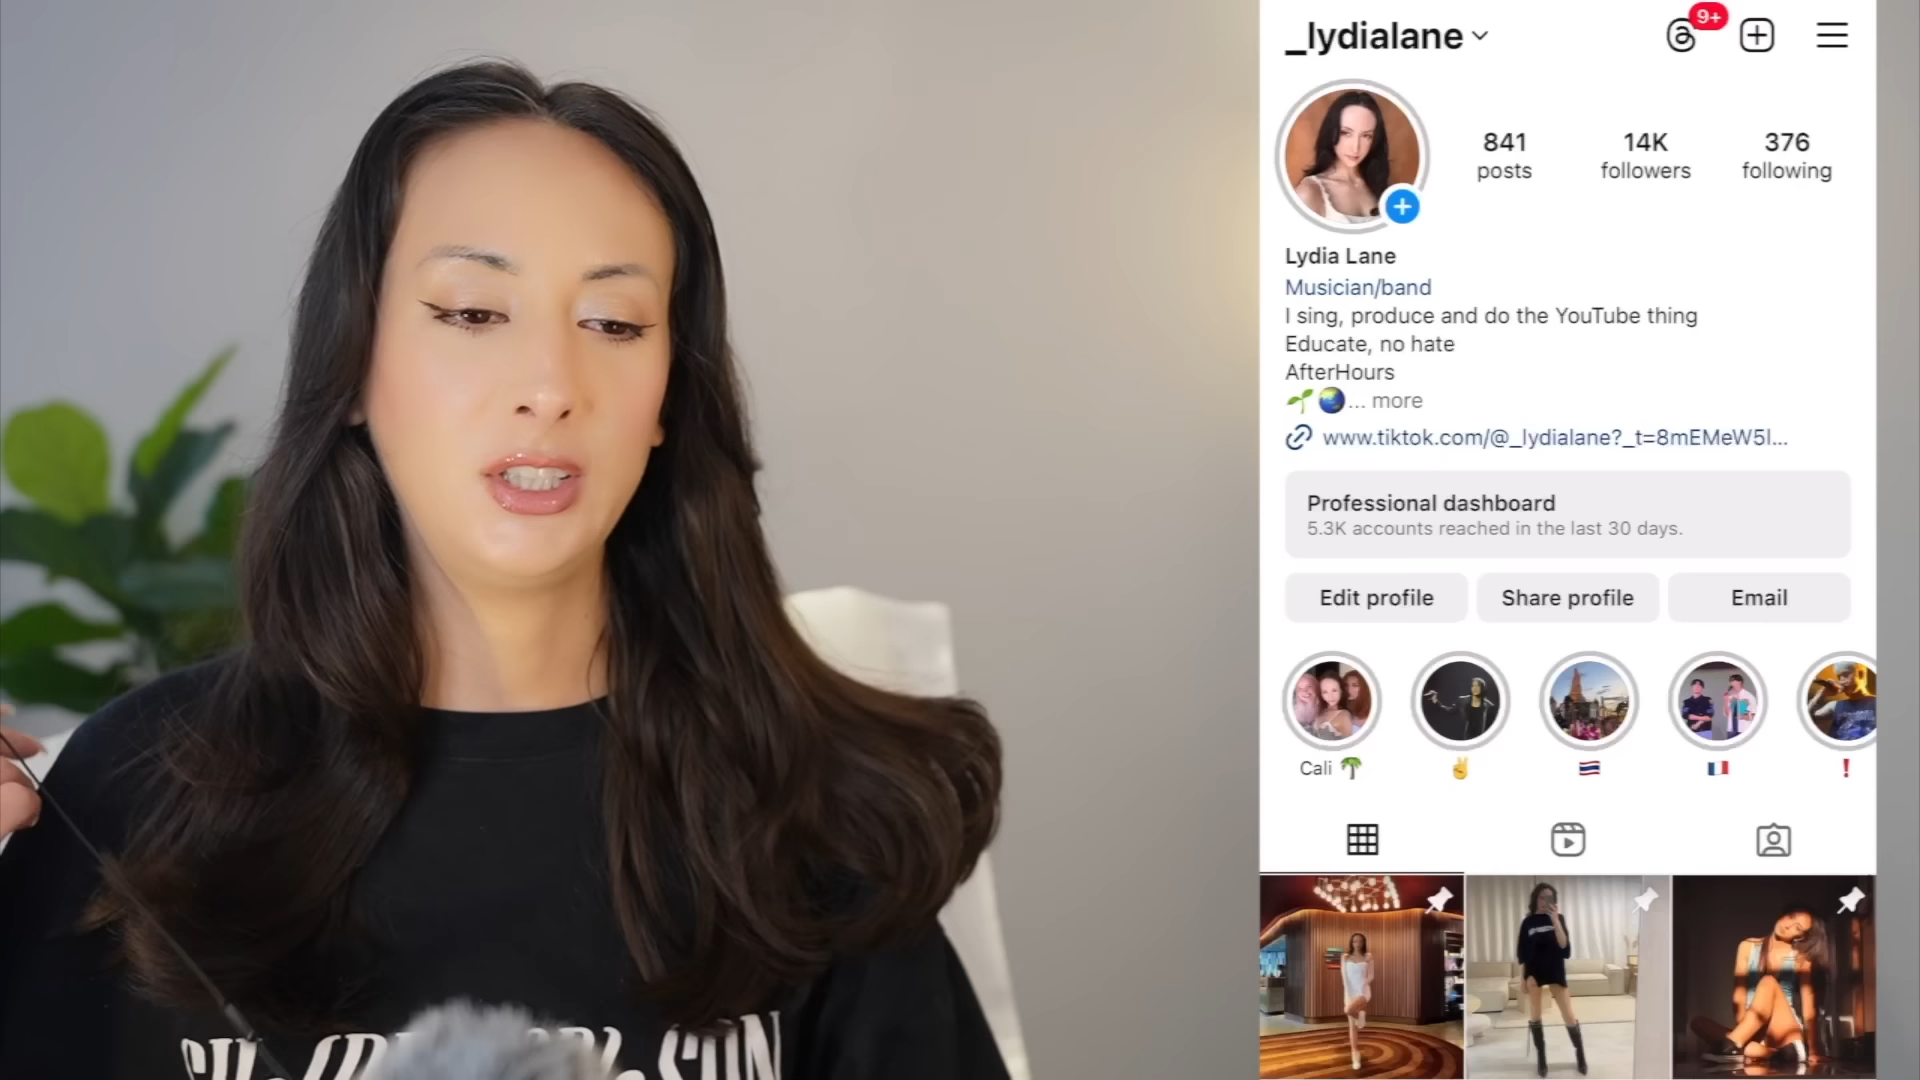 _lydialane
9+
841
posts
14K
followers
376
following
Lydia Lane
Musician/band
I sing, produce and do the YouTube thing
Educate, no hate
AfterHours
🌱🌏... more
www.tiktok.com/@_lydialane?_t=8mEMeW5l...
Professional dashboard
5.3K accounts reached in the last 30 days.
Edit profile
Share profile
Email
Cali 🌴
✌️
🇹🇭
🇫🇷
❗